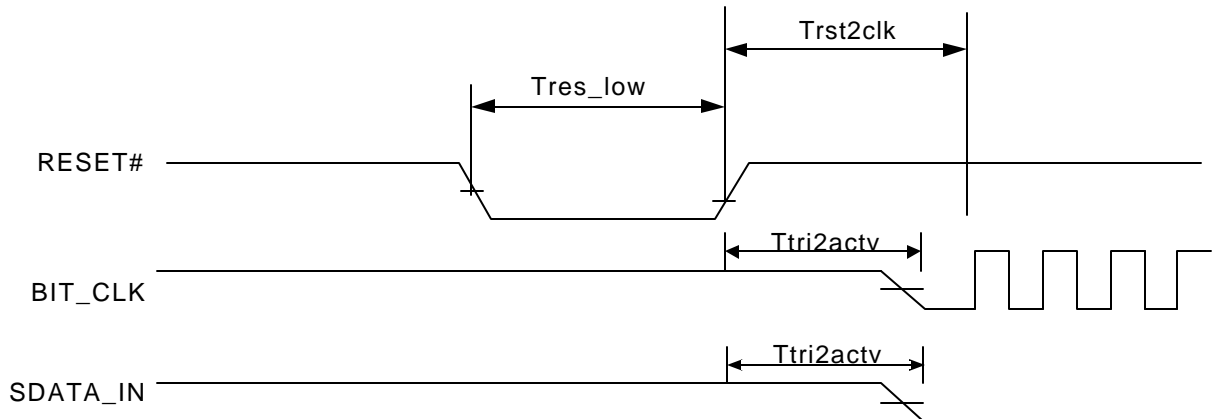 Trst2clk
Tres_low
RESET#
Ttri2actv
BIT_CLK
Ttri2actv
SDATA_IN